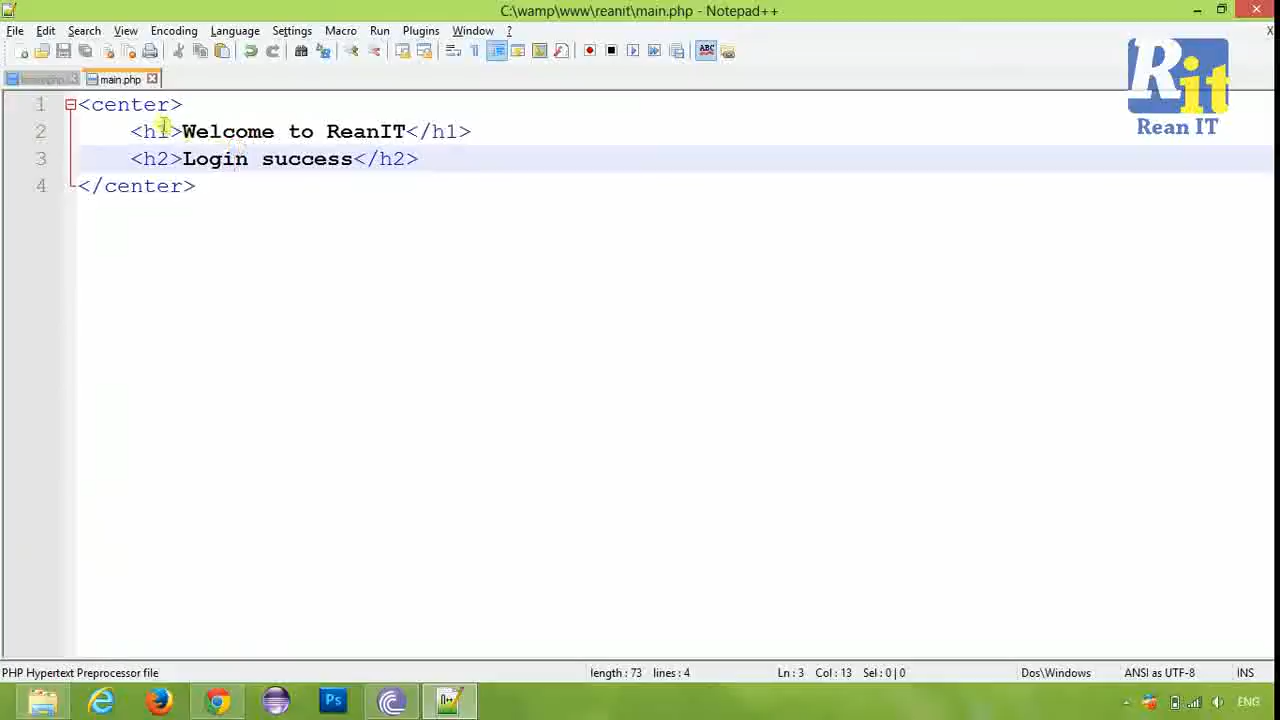 C:\wamp\www\reanit\main.php - Notepad++
File Edit Search View Encoding Language Settings Macro Run Plugins Window ? X
ABC
main.php
Rit
Rean IT
1 <center>
2 <h1>Welcome to ReanIT</h1>
3 <h2>Login success</h2>
4 </center>
PHP Hypertext Preprocessor file length : 73 lines : 4 Ln : 3 Col : 13 Sel : 0 | 0 Dos\Windows ANSI as UTF-8 INS
Ps
ENG